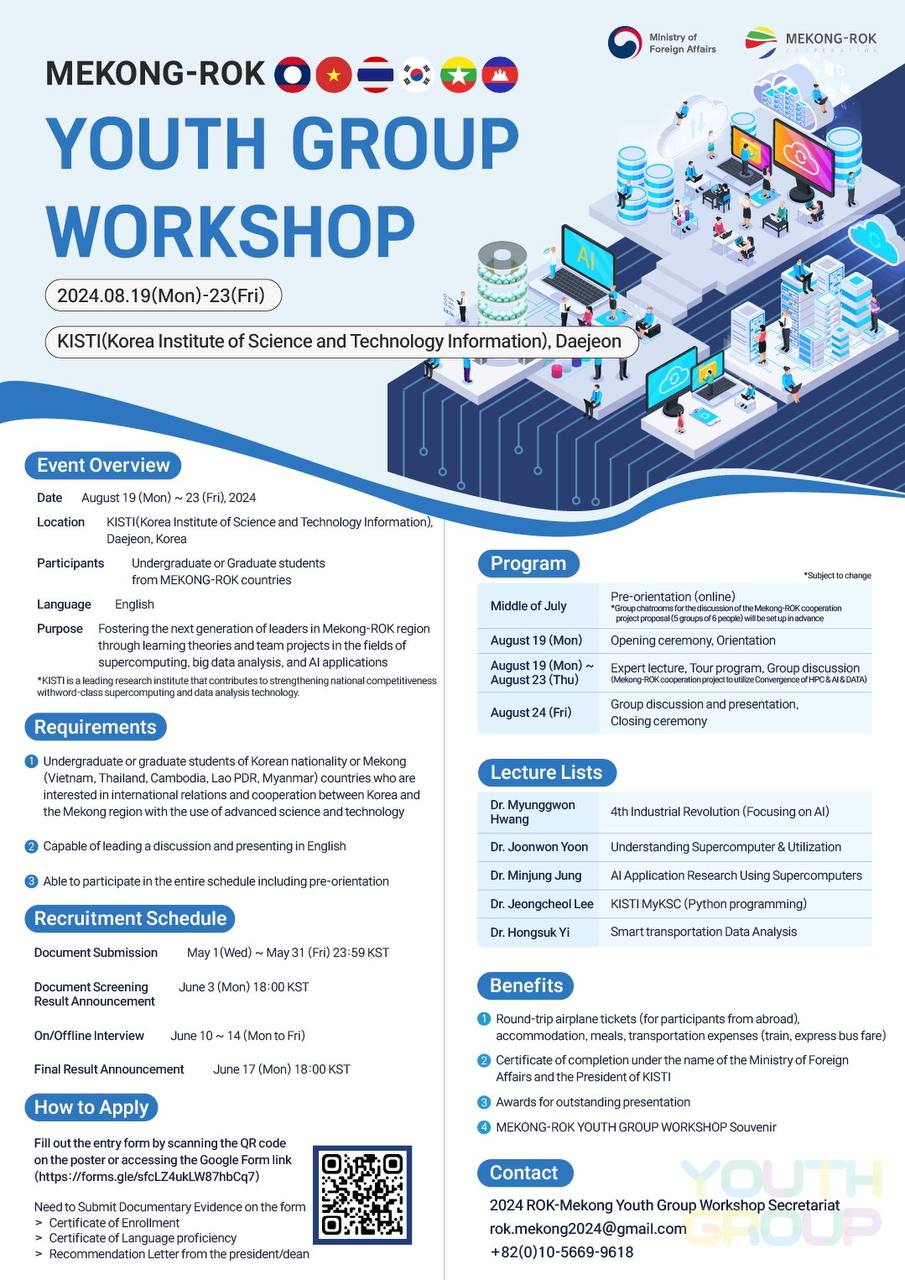 Ministry of
Foreign Affairs
MEKONG-ROK
COOPERATION
MEKONG-ROK
YOUTH GROUP
WORKSHOP
2024.08.19(Mon)-23(Fri)
KISTI(Korea Institute of Science and Technology Information), Daejeon
AI
Event Overview
Date August 19 (Mon) ~ 23 (Fri), 2024
Location KISTI(Korea Institute of Science and Technology Information),
Daejeon, Korea
Participants Undergraduate or Graduate students
from MEKONG-ROK countries
Language English
Purpose Fostering the next generation of leaders in Mekong-ROK region
through learning theories and team projects in the fields of
supercomputing, big data analysis, and AI applications
*KISTI is a leading research institute that contributes to strengthening national competitiveness
withword-class supercomputing and data analysis technology.
Requirements
1 Undergraduate or graduate students of Korean nationality or Mekong
(Vietnam, Thailand, Cambodia, Lao PDR, Myanmar) countries who are
interested in international relations and cooperation between Korea and
the Mekong region with the use of advanced science and technology
2 Capable of leading a discussion and presenting in English
3 Able to participate in the entire schedule including pre-orientation
Recruitment Schedule
Document Submission May 1(Wed) ~ May 31 (Fri) 23:59 KST
Document Screening June 3 (Mon) 18:00 KST
Result Announcement
On/Offline Interview June 10 ~ 14 (Mon to Fri)
Final Result Announcement June 17 (Mon) 18:00 KST
How to Apply
Fill out the entry form by scanning the QR code
on the poster or accessing the Google Form link
(https://forms.gle/sfcLZ4ukLW87hbCq7)
Need to Submit Documentary Evidence on the form
> Certificate of Enrollment
> Certificate of Language proficiency
> Recommendation Letter from the president/dean
Program
*Subject to change
Middle of July Pre-orientation (online)
*Group chatrooms for the discussion of the Mekong-ROK cooperation
project proposal (5 groups of 6 people) will be set up in advance
August 19 (Mon) Opening ceremony, Orientation
August 19 (Mon) ~ Expert lecture, Tour program, Group discussion
August 23 (Thu) (Mekong-ROK cooperation project to utilize Convergence of HPC & AI & DATA)
August 24 (Fri) Group discussion and presentation,
Closing ceremony
Lecture Lists
Dr. Myunggwon
Hwang 4th Industrial Revolution (Focusing on AI)
Dr. Joonwon Yoon Understanding Supercomputer & Utilization
Dr. Minjung Jung AI Application Research Using Supercomputers
Dr. Jeongcheol Lee KISTI MyKSC (Python programming)
Dr. Hongsuk Yi Smart transportation Data Analysis
Benefits
1 Round-trip airplane tickets (for participants from abroad),
accommodation, meals, transportation expenses (train, express bus fare)
2 Certificate of completion under the name of the Ministry of Foreign
Affairs and the President of KISTI
3 Awards for outstanding presentation
4 MEKONG-ROK YOUTH GROUP WORKSHOP Souvenir
Contact
2024 ROK-Mekong Youth Group Workshop Secretariat
rok.mekong2024@gmail.com
+82(0)10-5669-9618
YOUTH
GROUP